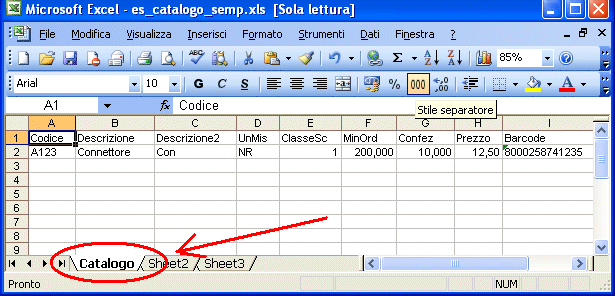 Microsoft Excel - es_catalogo_semp.xls [Sola lettura]
File Modifica Visualizza Inserisci Formato Strumenti Dati Finestra ?
ABC Σ A Z Z A 85%
Arial 10 G C S % 000 A
A1 fx Codice
Stile separatore
A B C D E F G H I
1 Codice Descrizione Descrizione2 UnMis ClasseSc MinOrd Confez Prezzo Barcode
2 A123 Connettore Con NR 1 200,000 10,000 12,50 8000258741235
3
4
5
6
7
8
9
Catalogo Sheet2 Sheet3
Pronto NUM